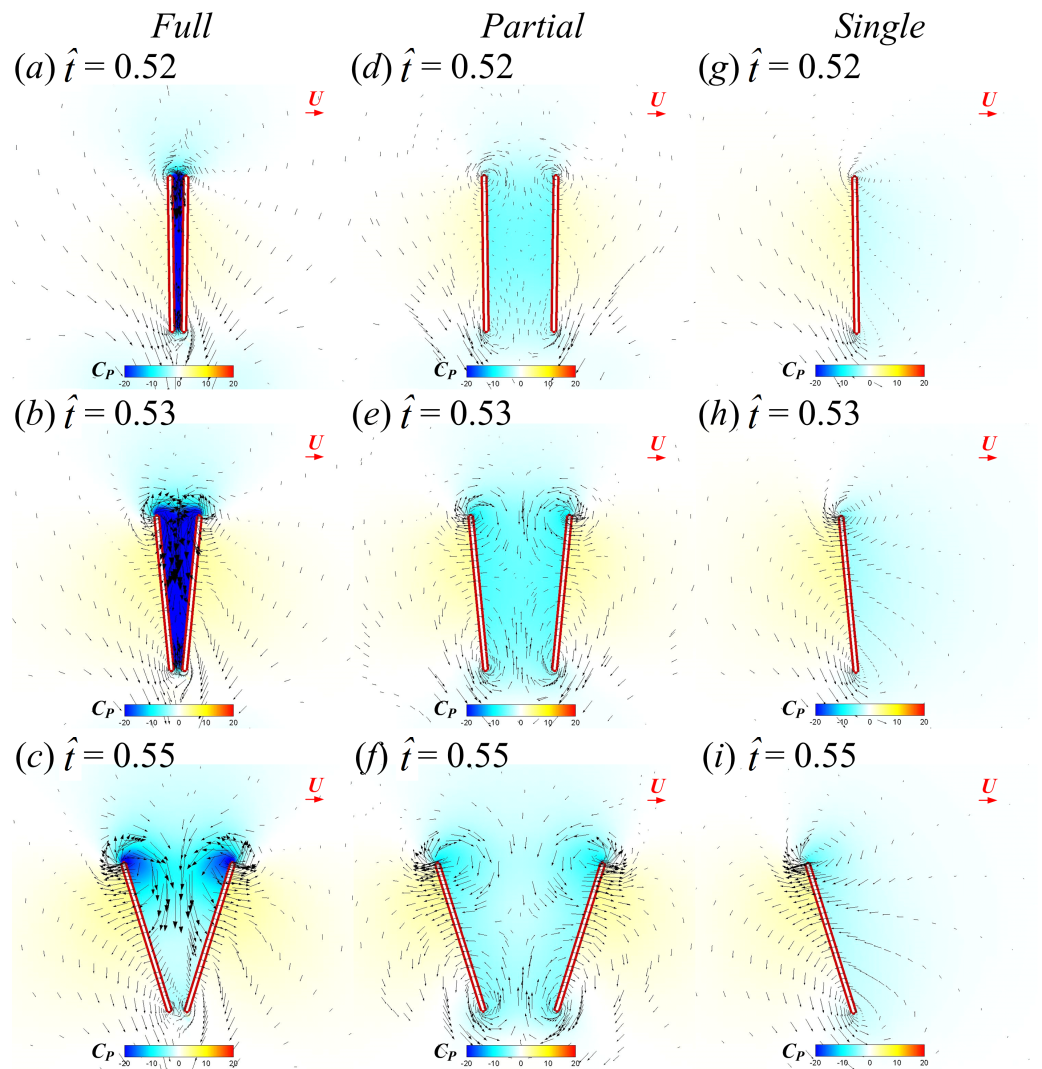 Full Partial Single
(a) t̂ = 0.52 (d) t̂ = 0.52 (g) t̂ = 0.52
U U U
C_P -20 -10 0 10 20 C_P -20 -10 0 10 20 C_P -20 -10 0 10 20
(b) t̂ = 0.53 (e) t̂ = 0.53 (h) t̂ = 0.53
U U U
C_P -20 -10 0 10 20 C_P -20 -10 0 10 20 C_P -20 -10 0 10 20
(c) t̂ = 0.55 (f) t̂ = 0.55 (i) t̂ = 0.55
U U U
C_P -20 -10 0 10 20 C_P -20 -10 0 10 20 C_P -20 -10 0 10 20